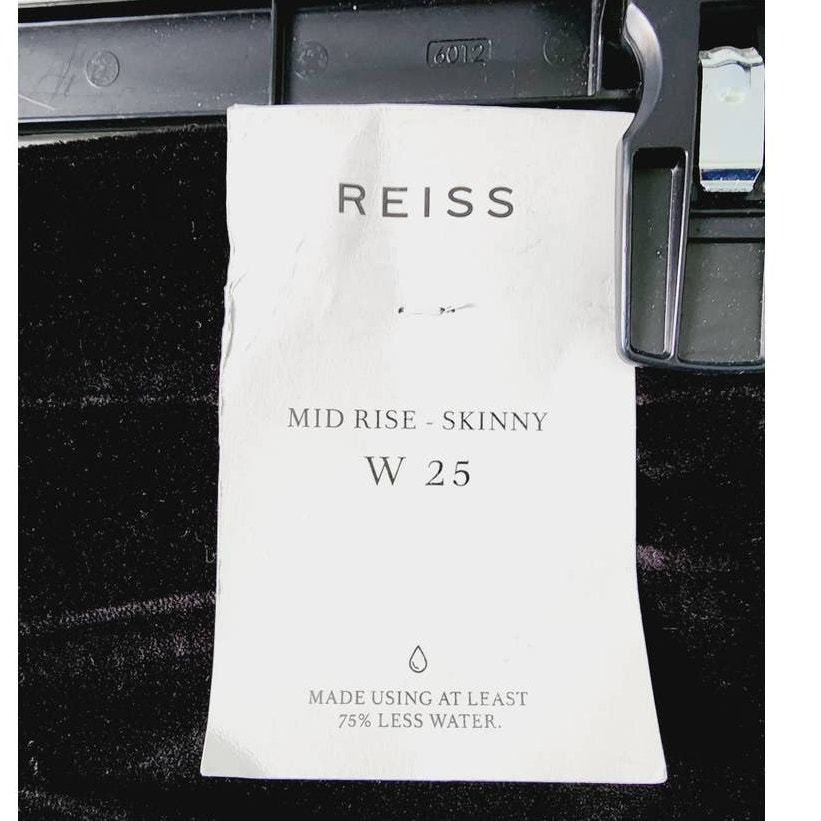 6012
REISS
MID RISE - SKINNY
W 25
MADE USING AT LEAST
75% LESS WATER.